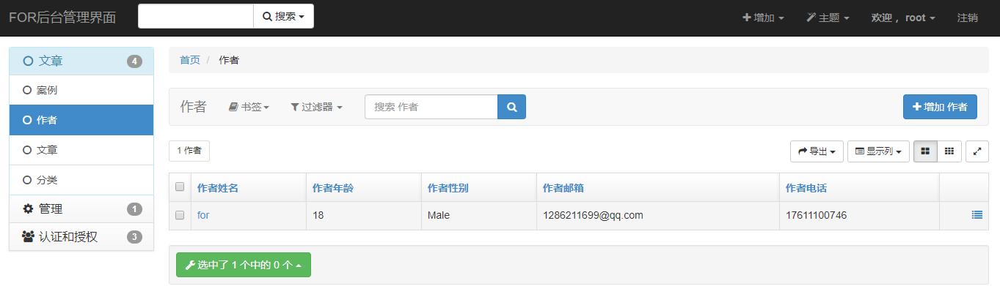 FOR后台管理界面 搜索 增加 主题 欢迎， root 注销
文章 4
案例
作者
文章
分类
管理 1
认证和授权 3
首页 / 作者
作者 书签 过滤器 搜索 作者 增加 作者
1 作者 导出 显示列
作者姓名 作者年龄 作者性别 作者邮箱 作者电话
for 18 Male 1286211699@qq.com 17611100746
选中了 1 个中的 0 个